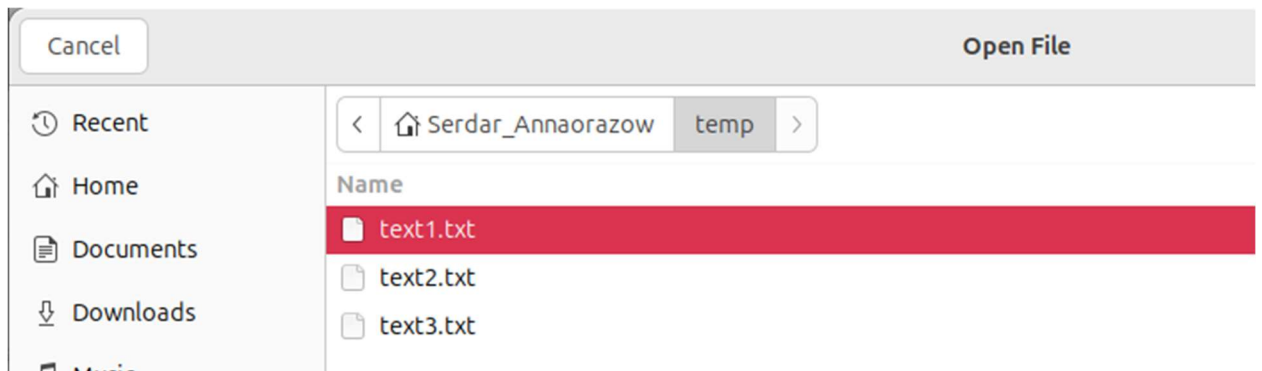 Cancel
Open File
Recent
Serdar_Annaorazow temp
Home
Name
text1.txt
Documents
text2.txt
Downloads
text3.txt